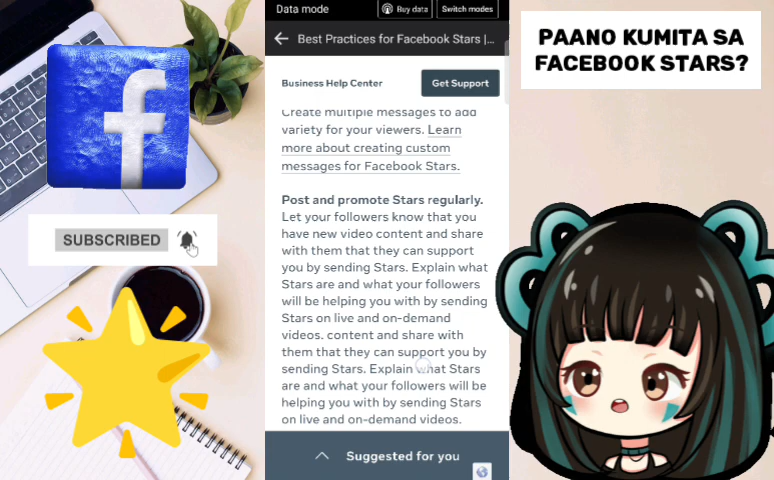 Data mode
Buy data
Switch modes
Best Practices for Facebook Stars |...
PAANO KUMITA SA
FACEBOOK STARS?
Business Help Center
Get Support
f
SUBSCRIBED
Create multiple messages to add
variety for your viewers. Learn
more about creating custom
messages for Facebook Stars.
Post and promote Stars regularly.
Let your followers know that you
have new video content and share
with them that they can support
you by sending Stars. Explain what
Stars are and what your followers
will be helping you with by sending
Stars on live and on-demand
videos. content and share with
them that they can support you by
sending Stars. Explain what Stars
are and what your followers will be
helping you with by sending Stars
on live and on-demand videos.
Suggested for you